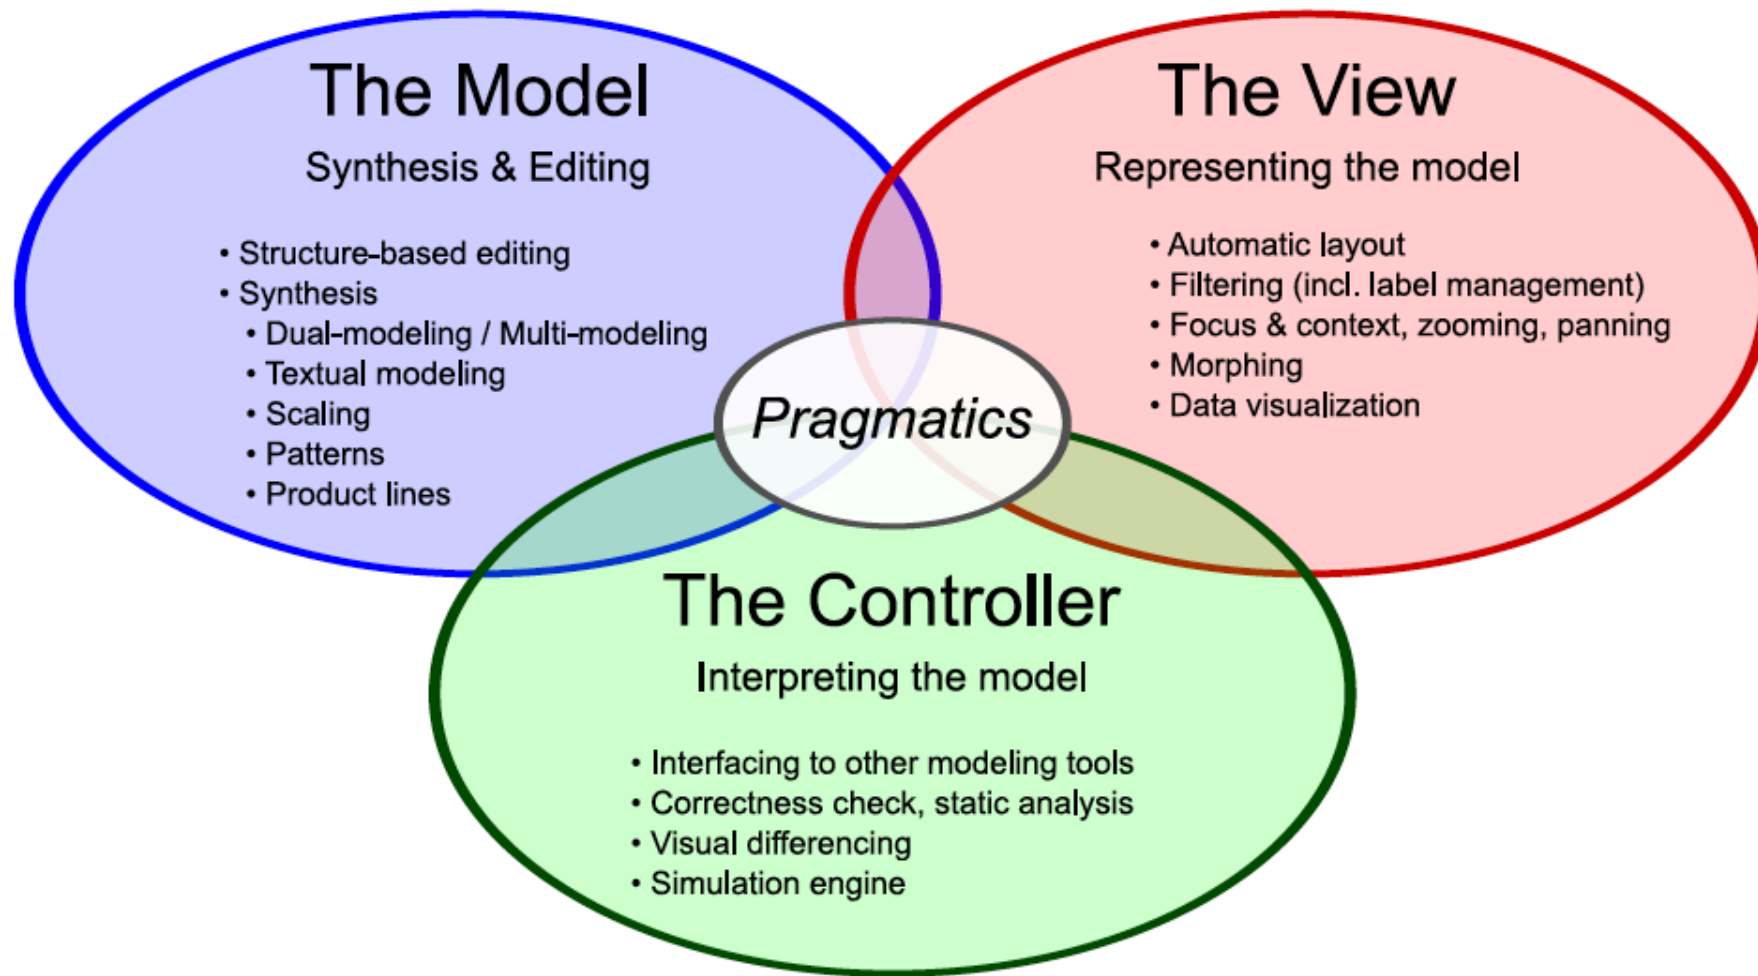 The Model
Synthesis & Editing
• Structure-based editing
• Synthesis
• Dual-modeling / Multi-modeling
• Textual modeling
• Scaling
• Patterns
• Product lines
The View
Representing the model
• Automatic layout
• Filtering (incl. label management)
• Focus & context, zooming, panning
• Morphing
• Data visualization
Pragmatics
The Controller
Interpreting the model
• Interfacing to other modeling tools
• Correctness check, static analysis
• Visual differencing
• Simulation engine